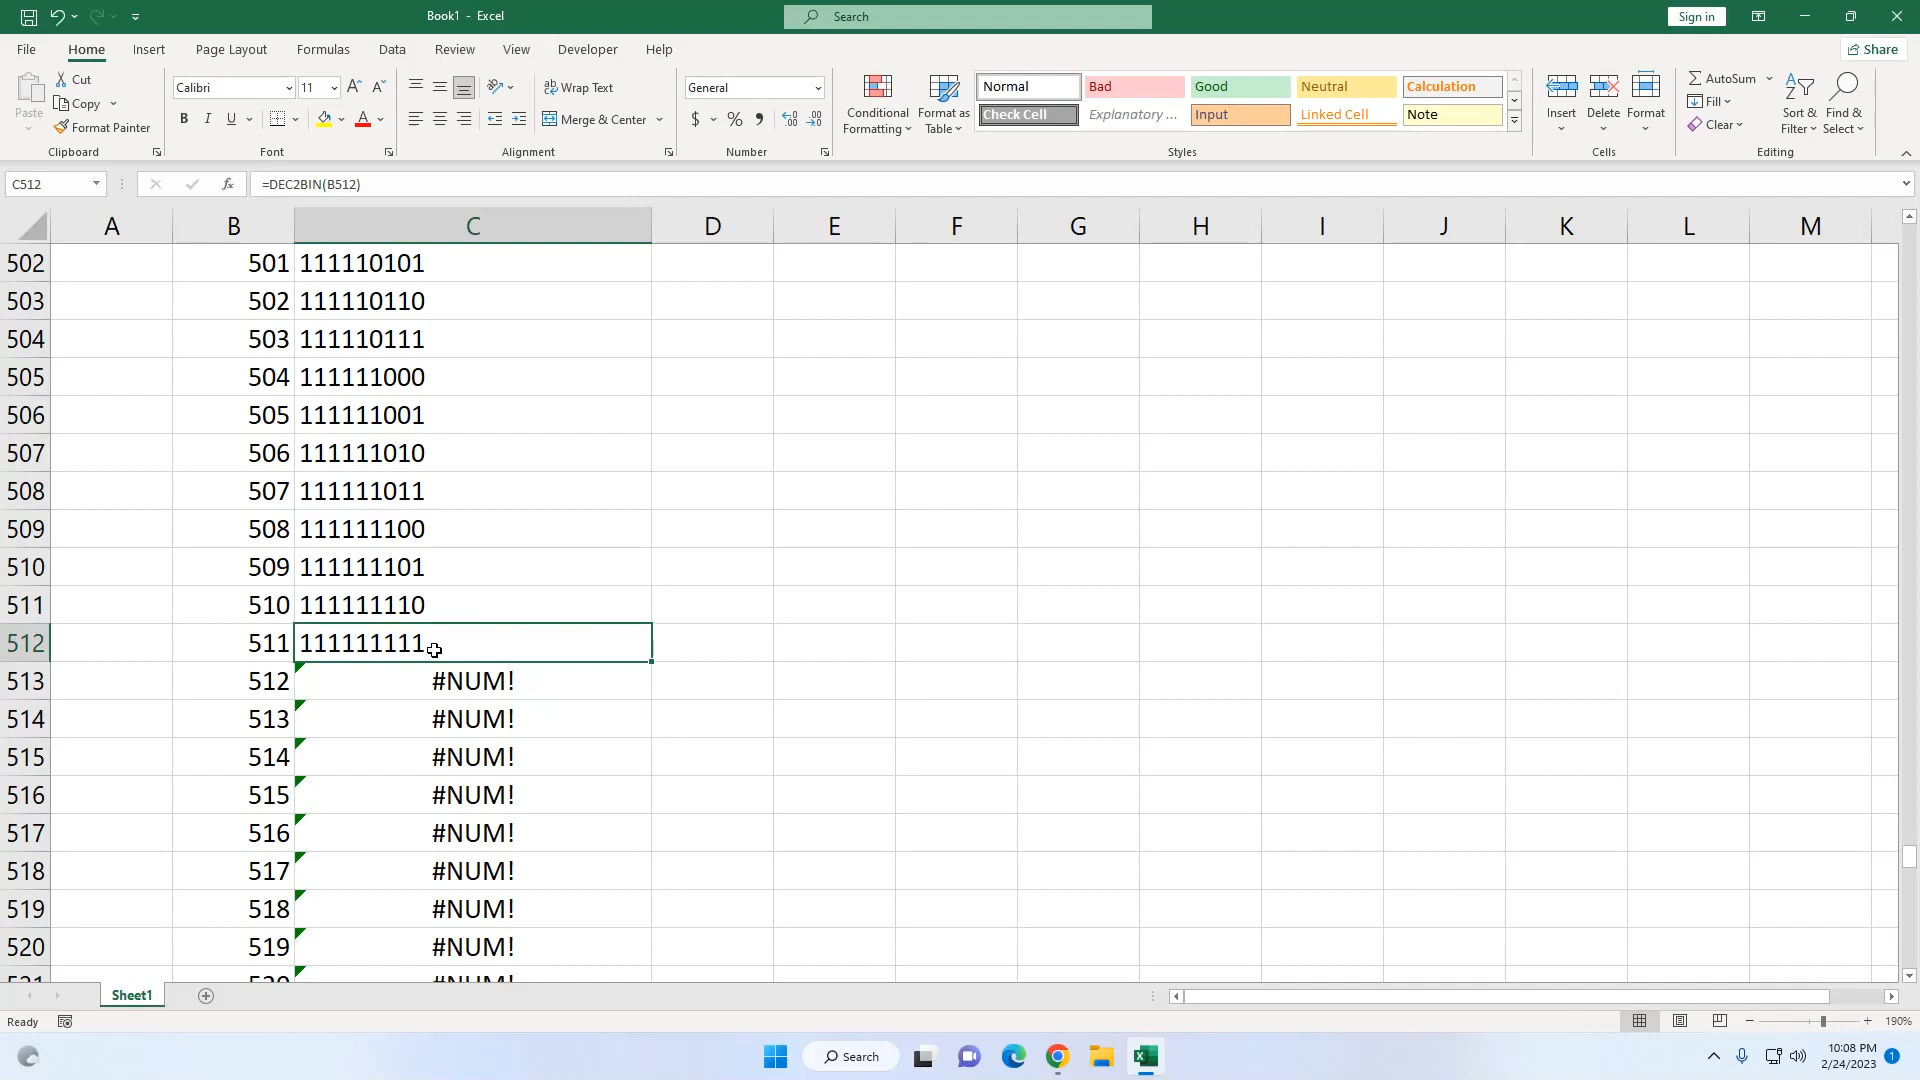 Book1 - Excel
Search
Sign in
File Home Insert Page Layout Formulas Data Review View Developer Help
Share
Paste
Cut
Copy
Format Painter
Clipboard
Calibri 11
B I U
Font
Wrap Text
Merge & Center
Alignment
General
$ % 9
Number
Conditional Formatting
Format as Table
Normal Bad Good Neutral Calculation
Check Cell Explanatory ... Input Linked Cell Note
Styles
Insert Delete Format
Cells
AutoSum
Fill
Clear
Sort & Filter
Find & Select
Editing
C512
fx
=DEC2BIN(B512)
A B C D E F G H I J K L M
502 501 111110101
503 502 111110110
504 503 111110111
505 504 111111000
506 505 111111001
507 506 111111010
508 507 111111011
509 508 111111100
510 509 111111101
511 510 111111110
512 511 111111111
513 512 #NUM!
514 513 #NUM!
515 514 #NUM!
516 515 #NUM!
517 516 #NUM!
518 517 #NUM!
519 518 #NUM!
520 519 #NUM!
521 520 #NUM!
Sheet1
Ready
190%
Search
10:08 PM
2/24/2023
1